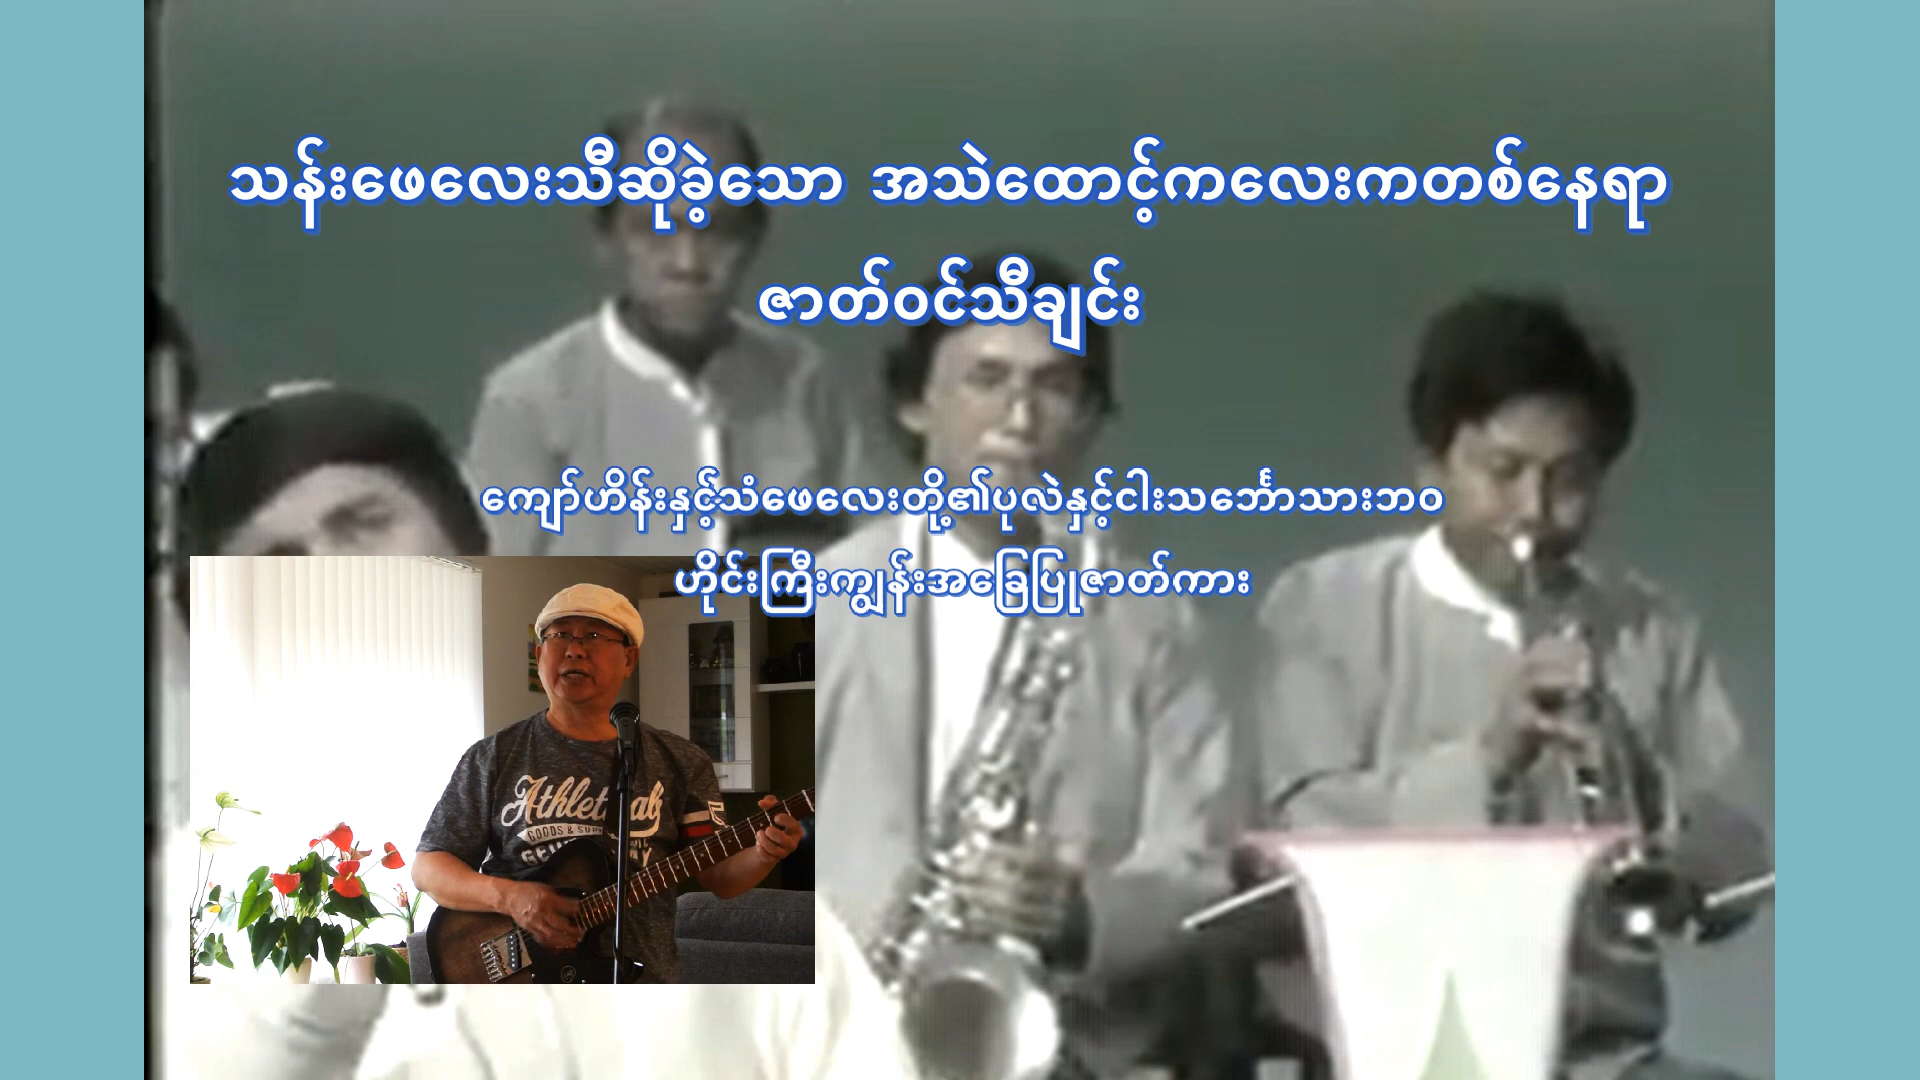 သန်းဖေလေးသီဆိုခဲ့သော အသဲထောင့်ကလေးကတစ်နေရာ
ဇာတ်ဝင်သီချင်း
ကျော်ဟိန်းနှင့်သံဖေလေးတို့၏ပုလဲနှင့်ငါးသင်္ဘောသားဘဝ
ဟိုင်းကြီးကျွန်းအခြေပြုဇာတ်ကား
GOODS &